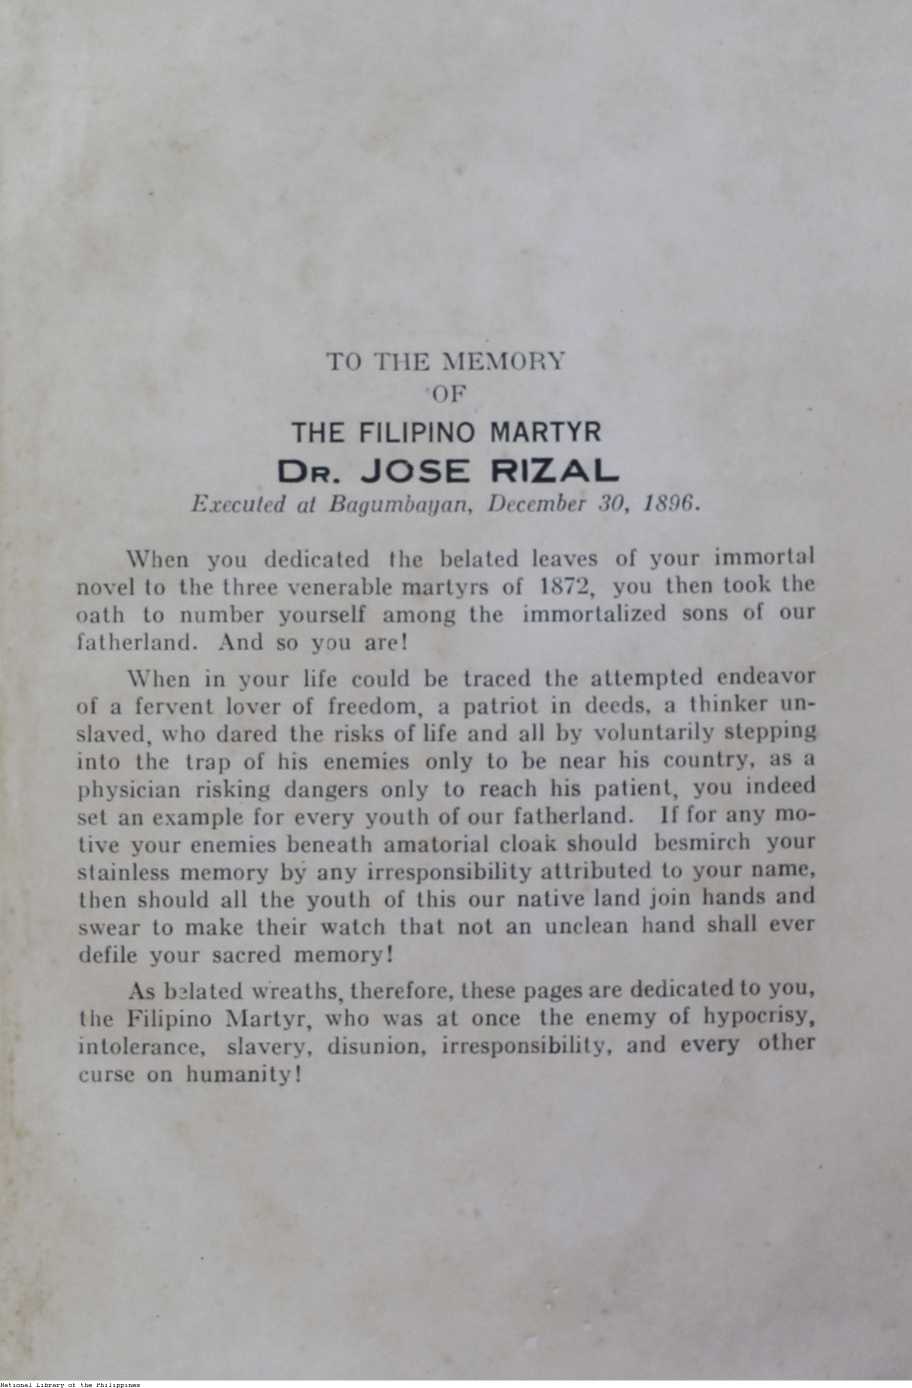 TO THE MEMORY
OF
THE FILIPINO MARTYR
DR. JOSE RIZAL
Executed at Bagumbayan, December 30, 1896.
When you dedicated the belated leaves of your immortal
novel to the three venerable martyrs of 1872, you then took the
oath to number yourself among the immortalized sons of our
fatherland. And so you are!
When in your life could be traced the attempted endeavor
of a fervent lover of freedom, a patriot in deeds, a thinker un-
slaved, who dared the risks of life and all by voluntarily stepping
into the trap of his enemies only to be near his country, as a
physician risking dangers only to reach his patient, you indeed
set an example for every youth of our fatherland. If for any mo-
tive your enemies beneath amatorial cloak should besmirch your
stainless memory by any irresponsibility attributed to your name,
then should all the youth of this our native land join hands and
swear to make their watch that not an unclean hand shall ever
defile your sacred memory!
As belated wreaths, therefore, these pages are dedicated to you,
the Filipino Martyr, who was at once the enemy of hypocrisy,
intolerance, slavery, disunion, irresponsibility, and every other
curse on humanity!
National Library of the Philippines